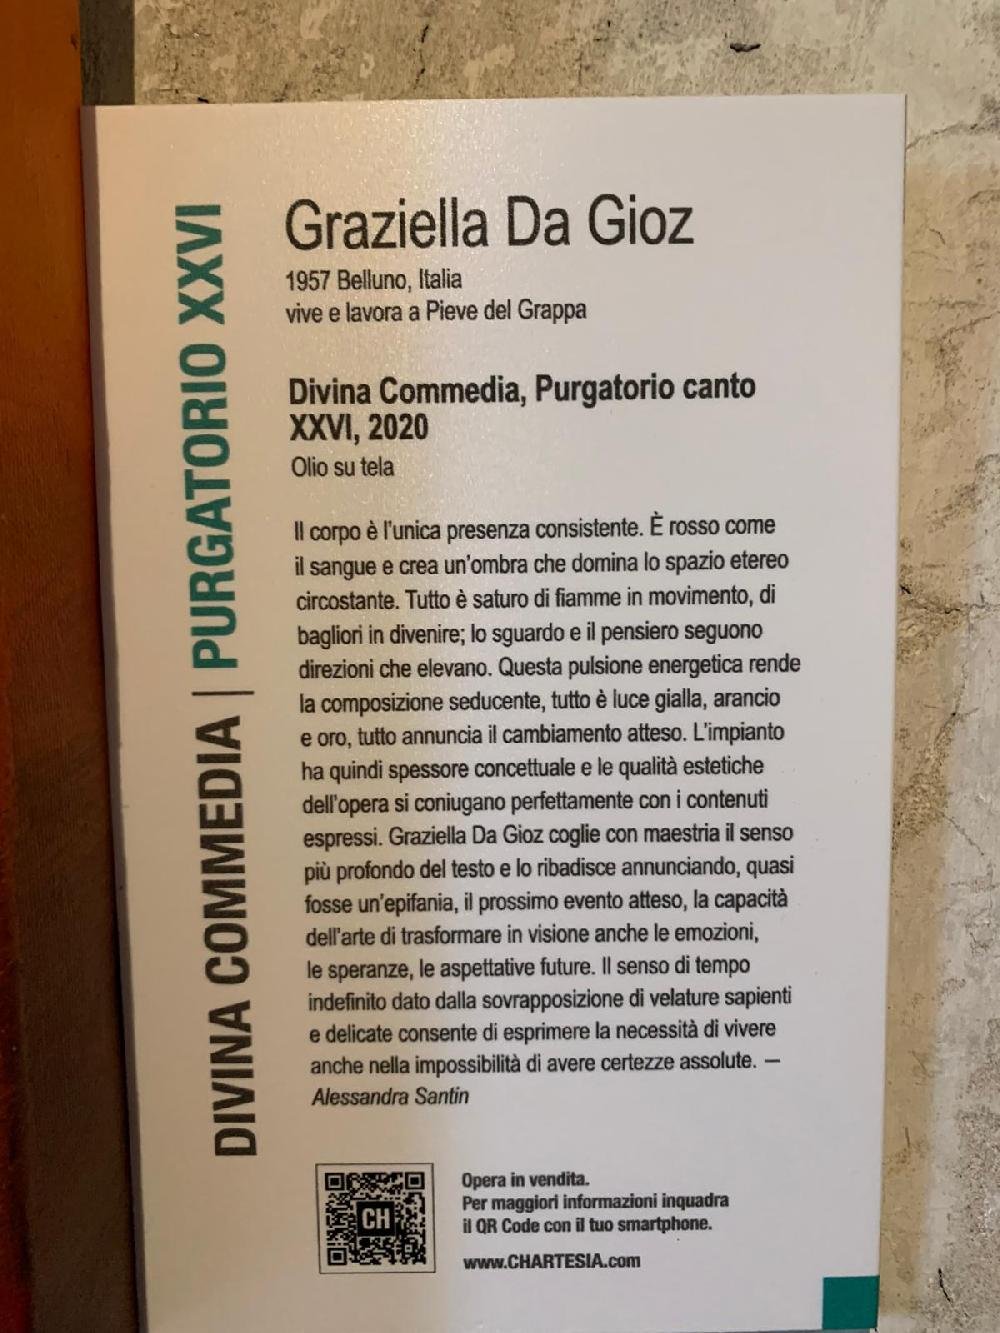 DIVINA COMMEDIA | PURGATORIO XXVI
Graziella Da Gioz
1957 Belluno, Italia
vive e lavora a Pieve del Grappa
Divina Commedia, Purgatorio canto
XXVI, 2020
Olio su tela
Il corpo è l'unica presenza consistente. È rosso come
il sangue e crea un'ombra che domina lo spazio etereo
circostante. Tutto è saturo di fiamme in movimento, di
bagliori in divenire; lo sguardo e il pensiero seguono
direzioni che elevano. Questa pulsione energetica rende
la composizione seducente, tutto è luce gialla, arancio
e oro, tutto annuncia il cambiamento atteso. L'impianto
ha quindi spessore concettuale e le qualità estetiche
dell'opera si coniugano perfettamente con i contenuti
espressi. Graziella Da Gioz coglie con maestria il senso
più profondo del testo e lo ribadisce annunciando, quasi
fosse un'epifania, il prossimo evento atteso, la capacità
dell'arte di trasformare in visione anche le emozioni,
le speranze, le aspettative future. Il senso di tempo
indefinito dato dalla sovrapposizione di velature sapienti
e delicate consente di esprimere la necessità di vivere
anche nella impossibilità di avere certezze assolute. –
Alessandra Santin
CH
Opera in vendita.
Per maggiori informazioni inquadra
il QR Code con il tuo smartphone.
www.CHARTESIA.com